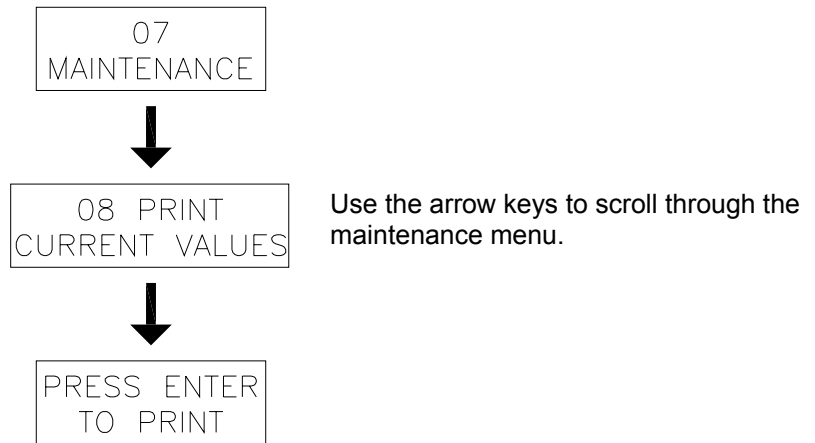 07
MAINTENANCE
08 PRINT
CURRENT VALUES
Use the arrow keys to scroll through the
maintenance menu.
PRESS ENTER
TO PRINT